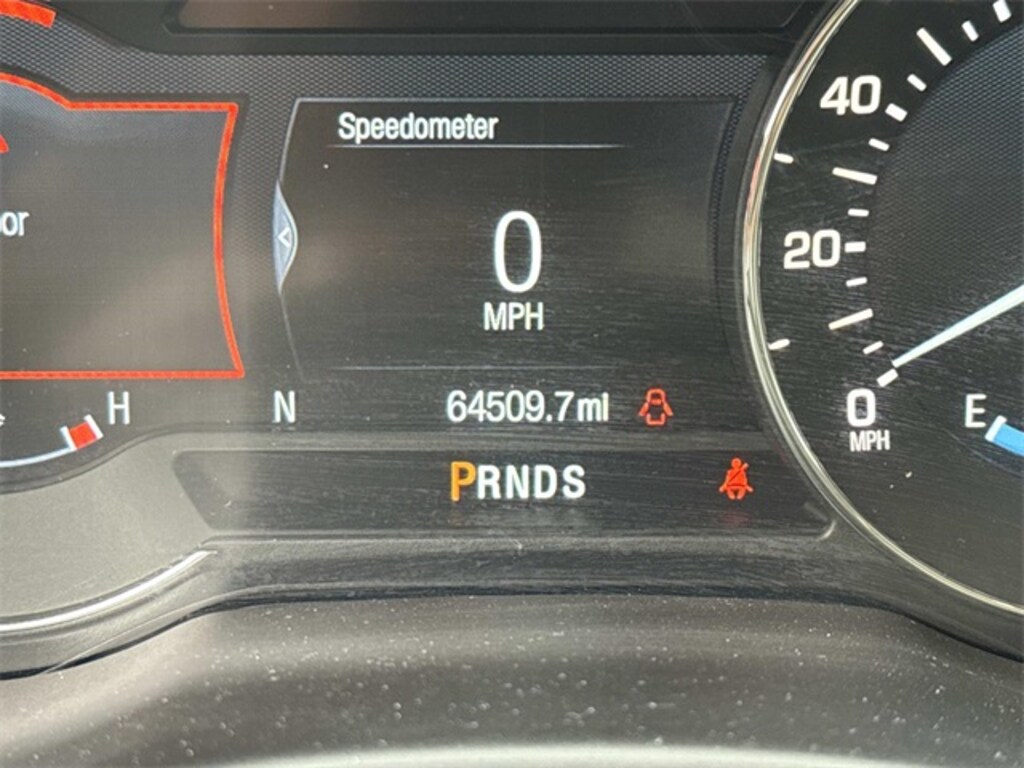 Speedometer
0
MPH
H
N
64509.7mi
PRNDS
40
20
0
MPH
E